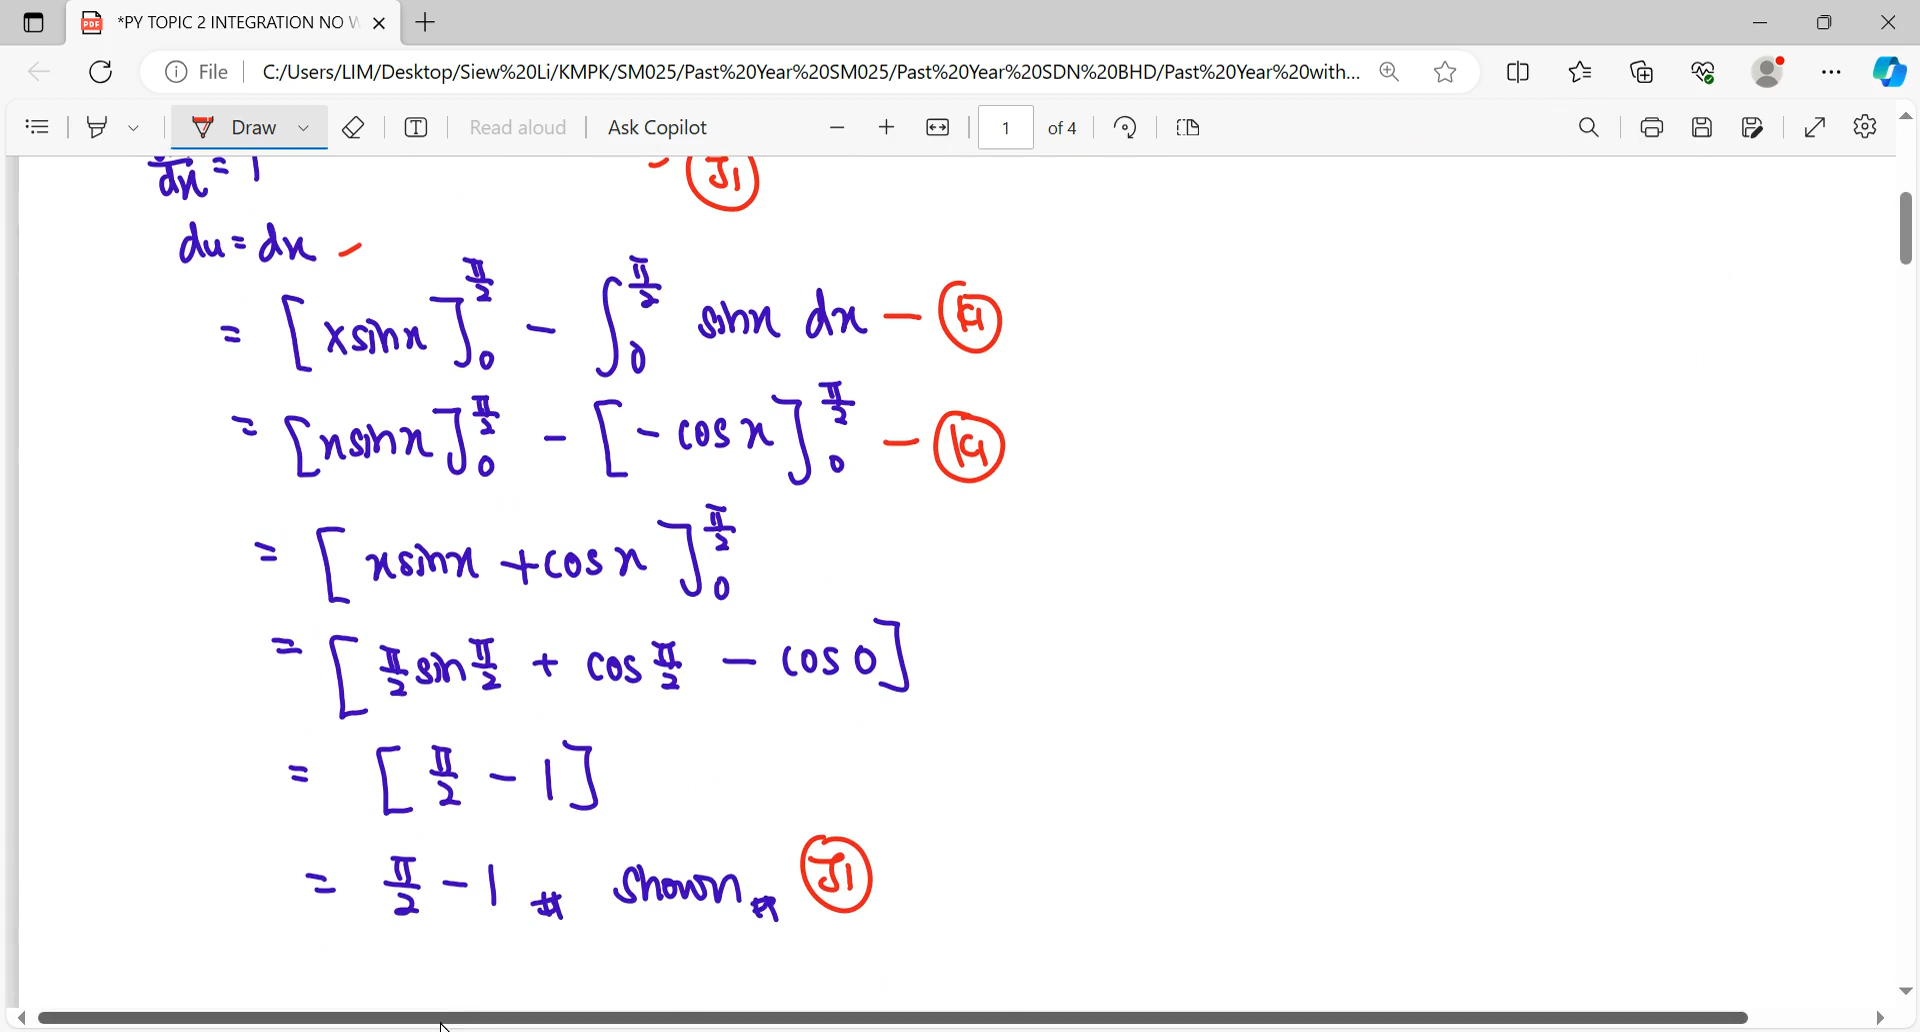 *PY TOPIC 2 INTEGRATION NO W
File C:/Users/LIM/Desktop/Siew%20Li/KMPK/SM025/Past%20Year%20SM025/Past%20Year%20SDN%20BHD/Past%20Year%20with...
Draw Read aloud Ask Copilot 1 of 4
dx = 1 - J1
du = dx -
= [x sin x]₀^(π/2) - ∫₀^(π/2) sin x dx - K1
= [x sin x]₀^(π/2) - [- cos x]₀^(π/2) - K1
= [x sin x + cos x]₀^(π/2)
= [π/2 sin π/2 + cos π/2 - cos 0]
= [π/2 - 1]
= π/2 - 1 # shown # J1